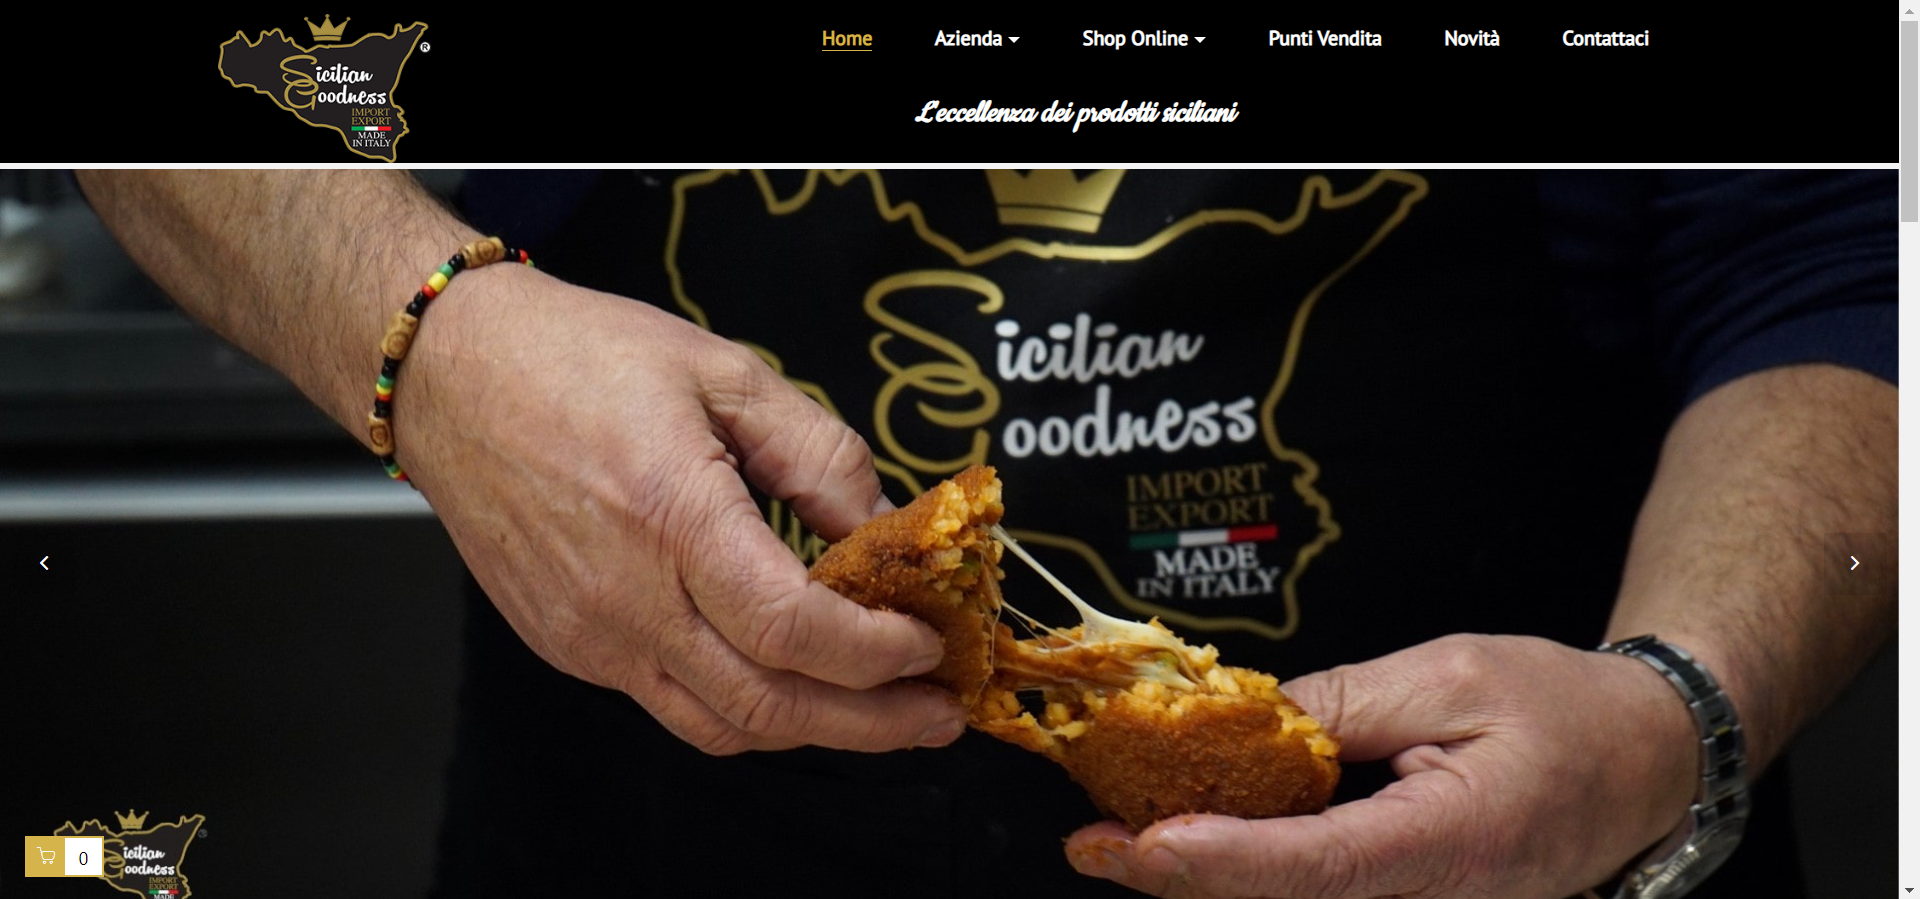 Sicilian
Goodness
IMPORT
EXPORT
MADE
IN ITALY
®
Home
Azienda
Shop Online
Punti Vendita
Novità
Contattaci
L'eccellenza dei prodotti siciliani
Sicilian
Goodness
IMPORT
EXPORT
MADE
IN ITALY
0
Sicilian
Goodness
IMPORT
EXPORT
MADE